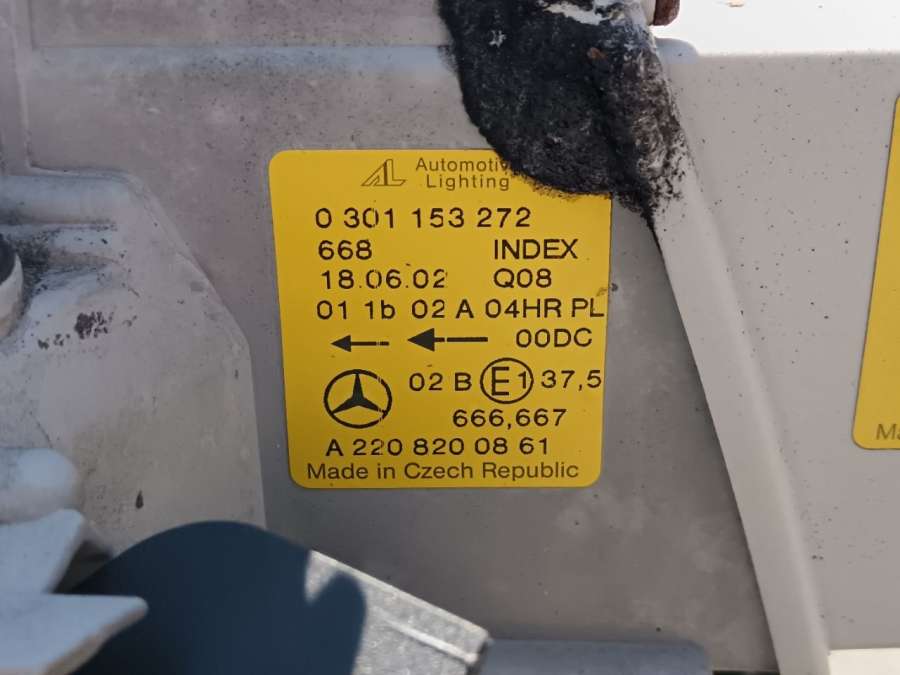 Automotiv
Lighting
0 301 153 272
668 INDEX
18.06.02 Q08
01 1b 02 A 04HR PL
00DC
02 B E1 37,5
666,667
A 220 820 08 61
Made in Czech Republic